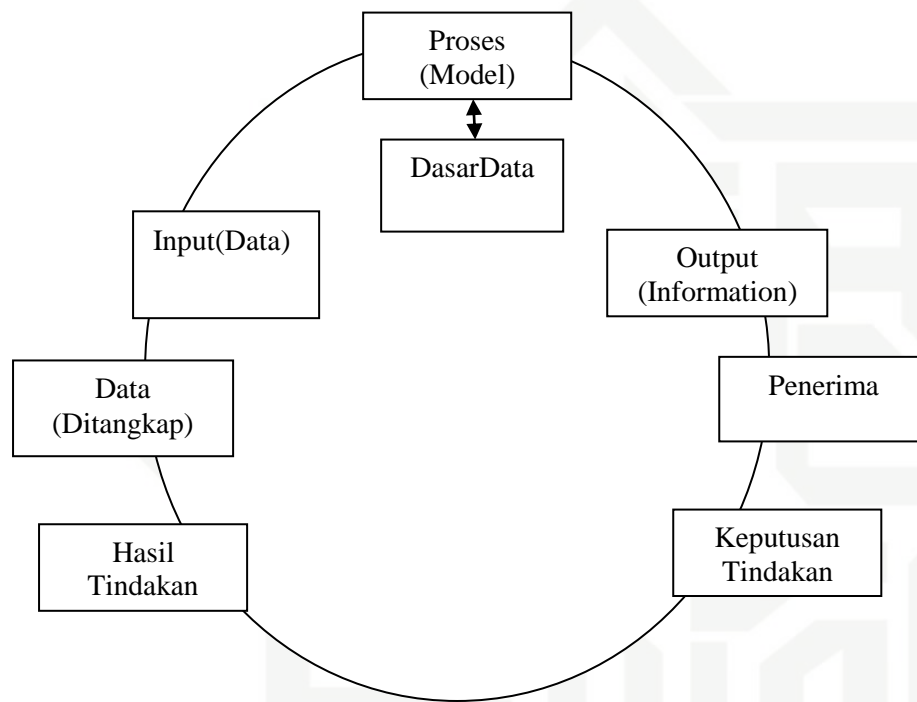 Proses
(Model)
DasarData
Input(Data)
Output
(Information)
Data
(Ditangkap)
Penerima
Hasil
Tindakan
Keputusan
Tindakan